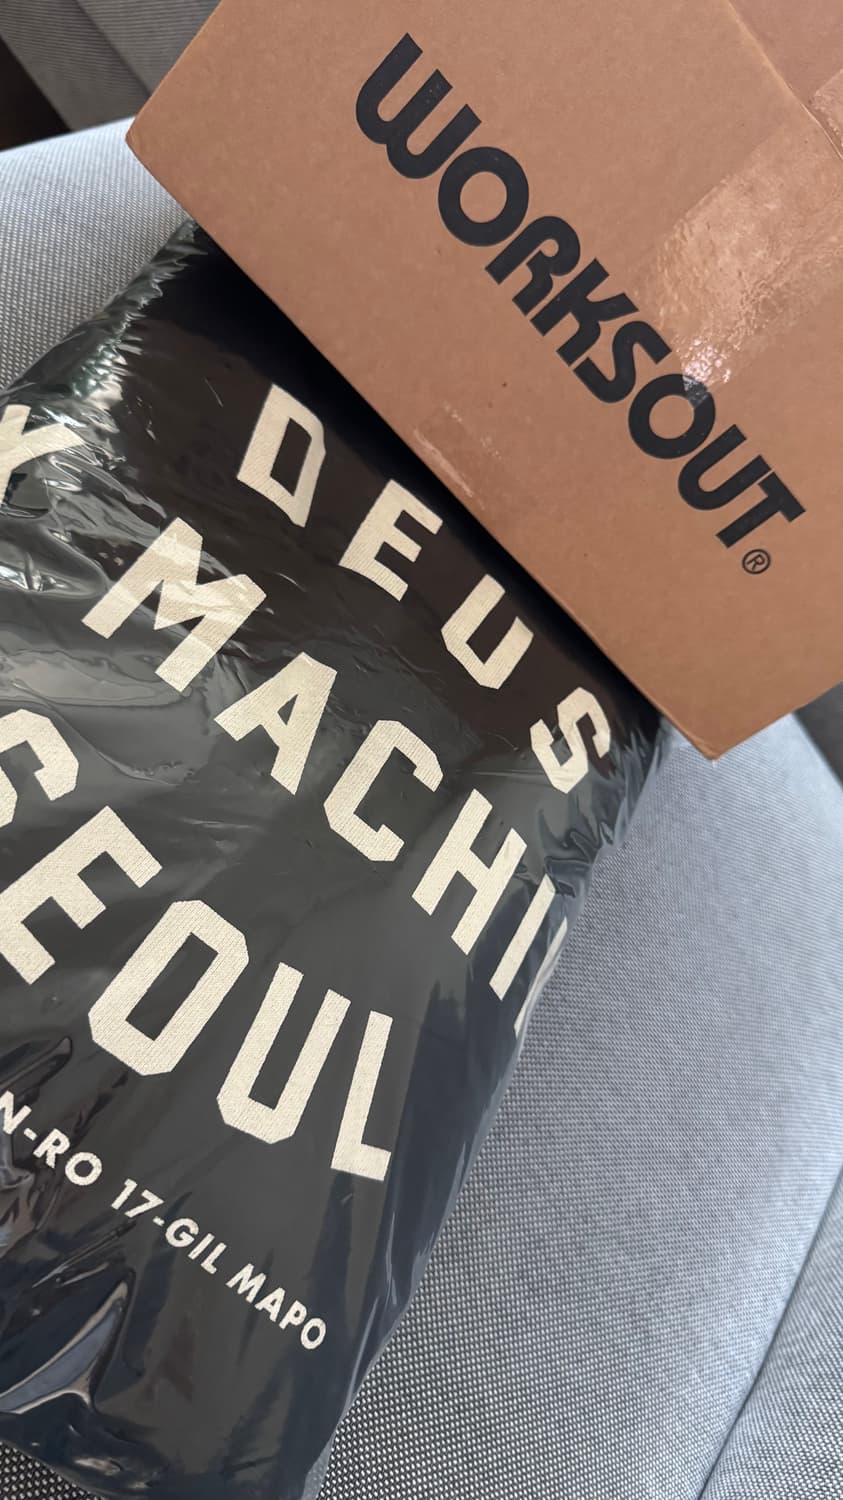 WORKSOUT®
DEUS
X MACHI
SEOUL
N-RO 17-GIL MAPO